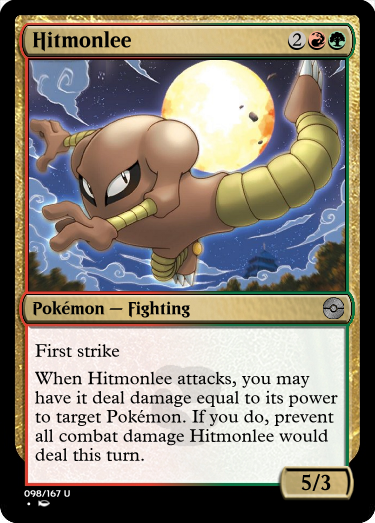 Hitmonlee 2
Pokémon — Fighting
First strike
When Hitmonlee attacks, you may
have it deal damage equal to its power
to target Pokémon. If you do, prevent
all combat damage Hitmonlee would
deal this turn.
5/3
098/167 U